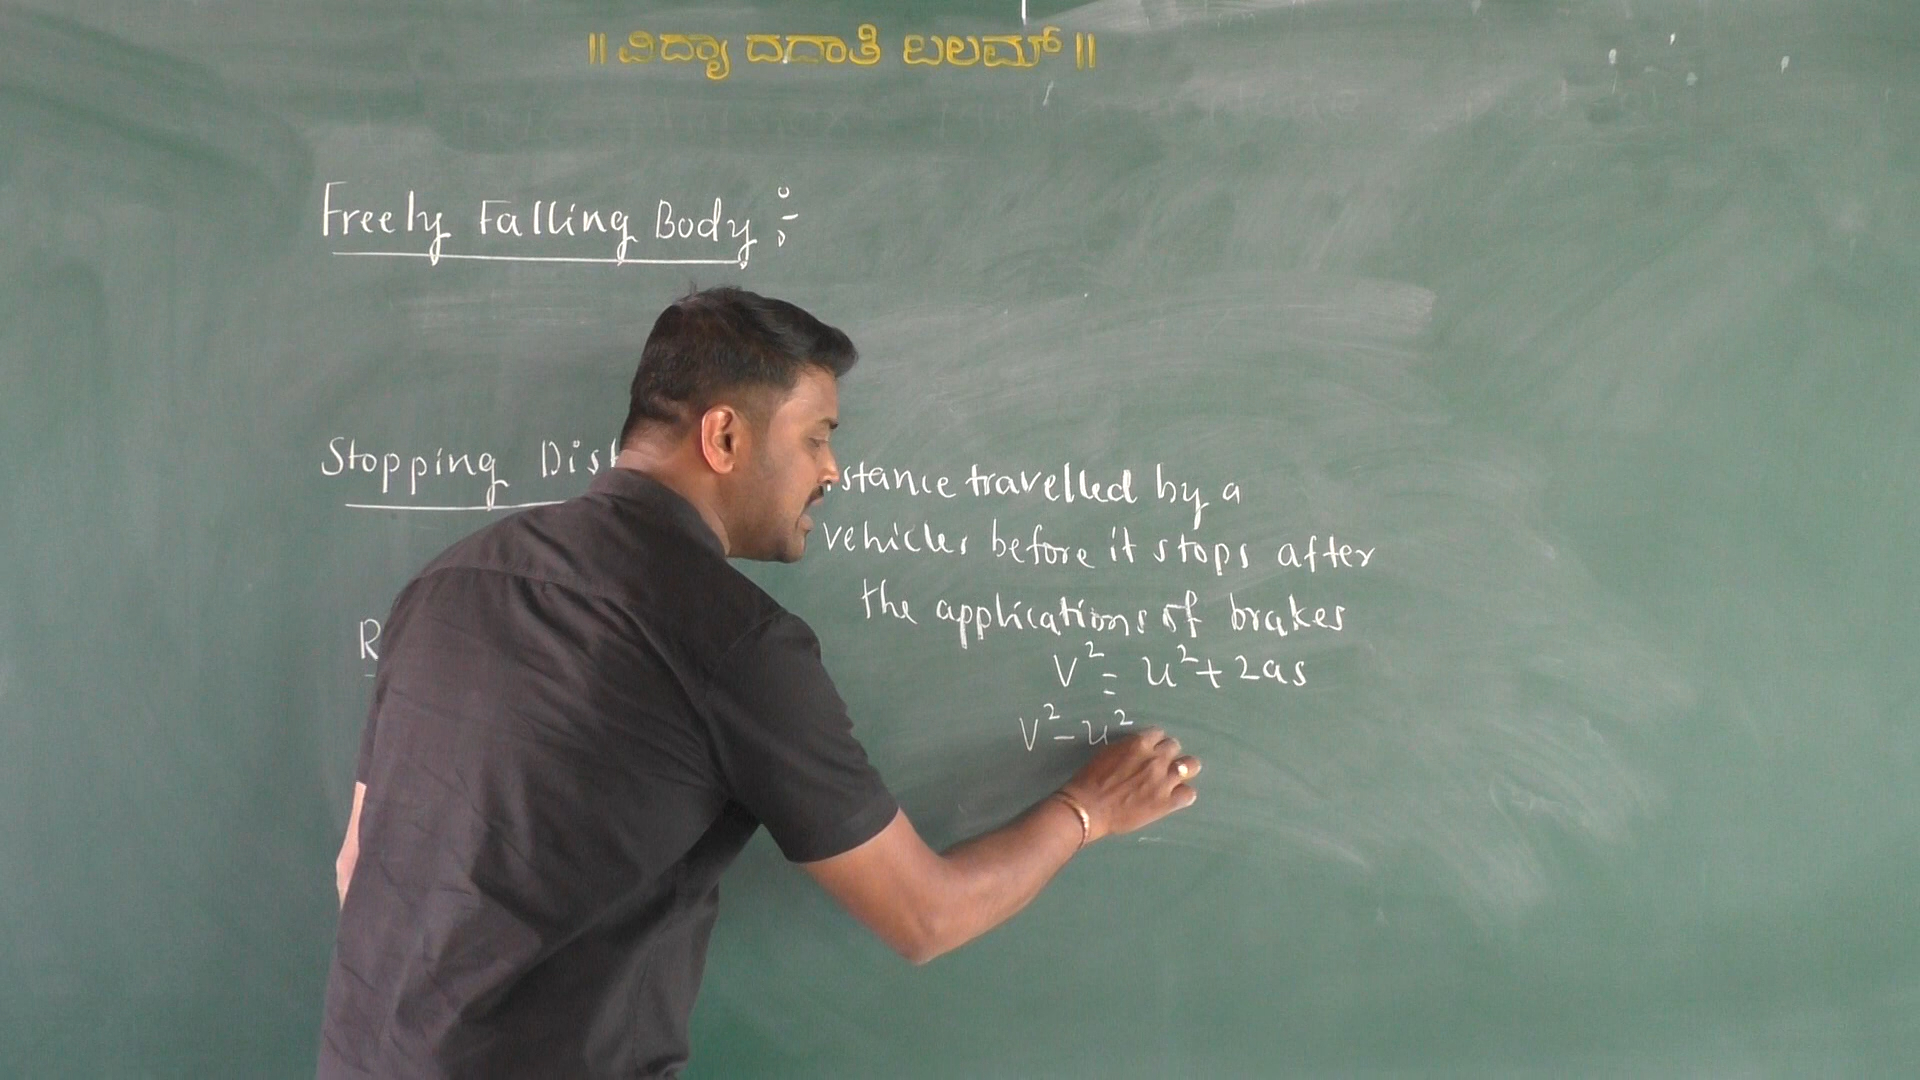 ॥ ವಿದ್ಯಾ ದದಾತಿ ಬಲಮ್ ॥
Freely Falling Body :-
Stopping
stance travelled by a
vehicles before it stops after
the applications of brakes
V² = u² + 2as
V² - u²